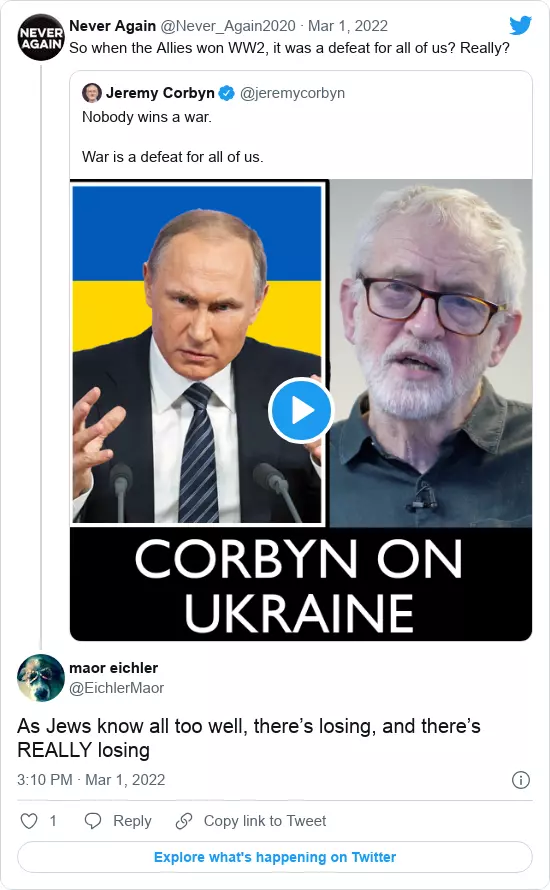 NEVER
AGAIN
Never Again @Never_Again2020 · Mar 1, 2022
So when the Allies won WW2, it was a defeat for all of us? Really?
Jeremy Corbyn @jeremycorbyn
Nobody wins a war.
War is a defeat for all of us.
CORBYN ON
UKRAINE
maor eichler
@EichlerMaor
As Jews know all too well, there’s losing, and there’s
REALLY losing
3:10 PM · Mar 1, 2022
1 Reply Copy link to Tweet
Explore what's happening on Twitter